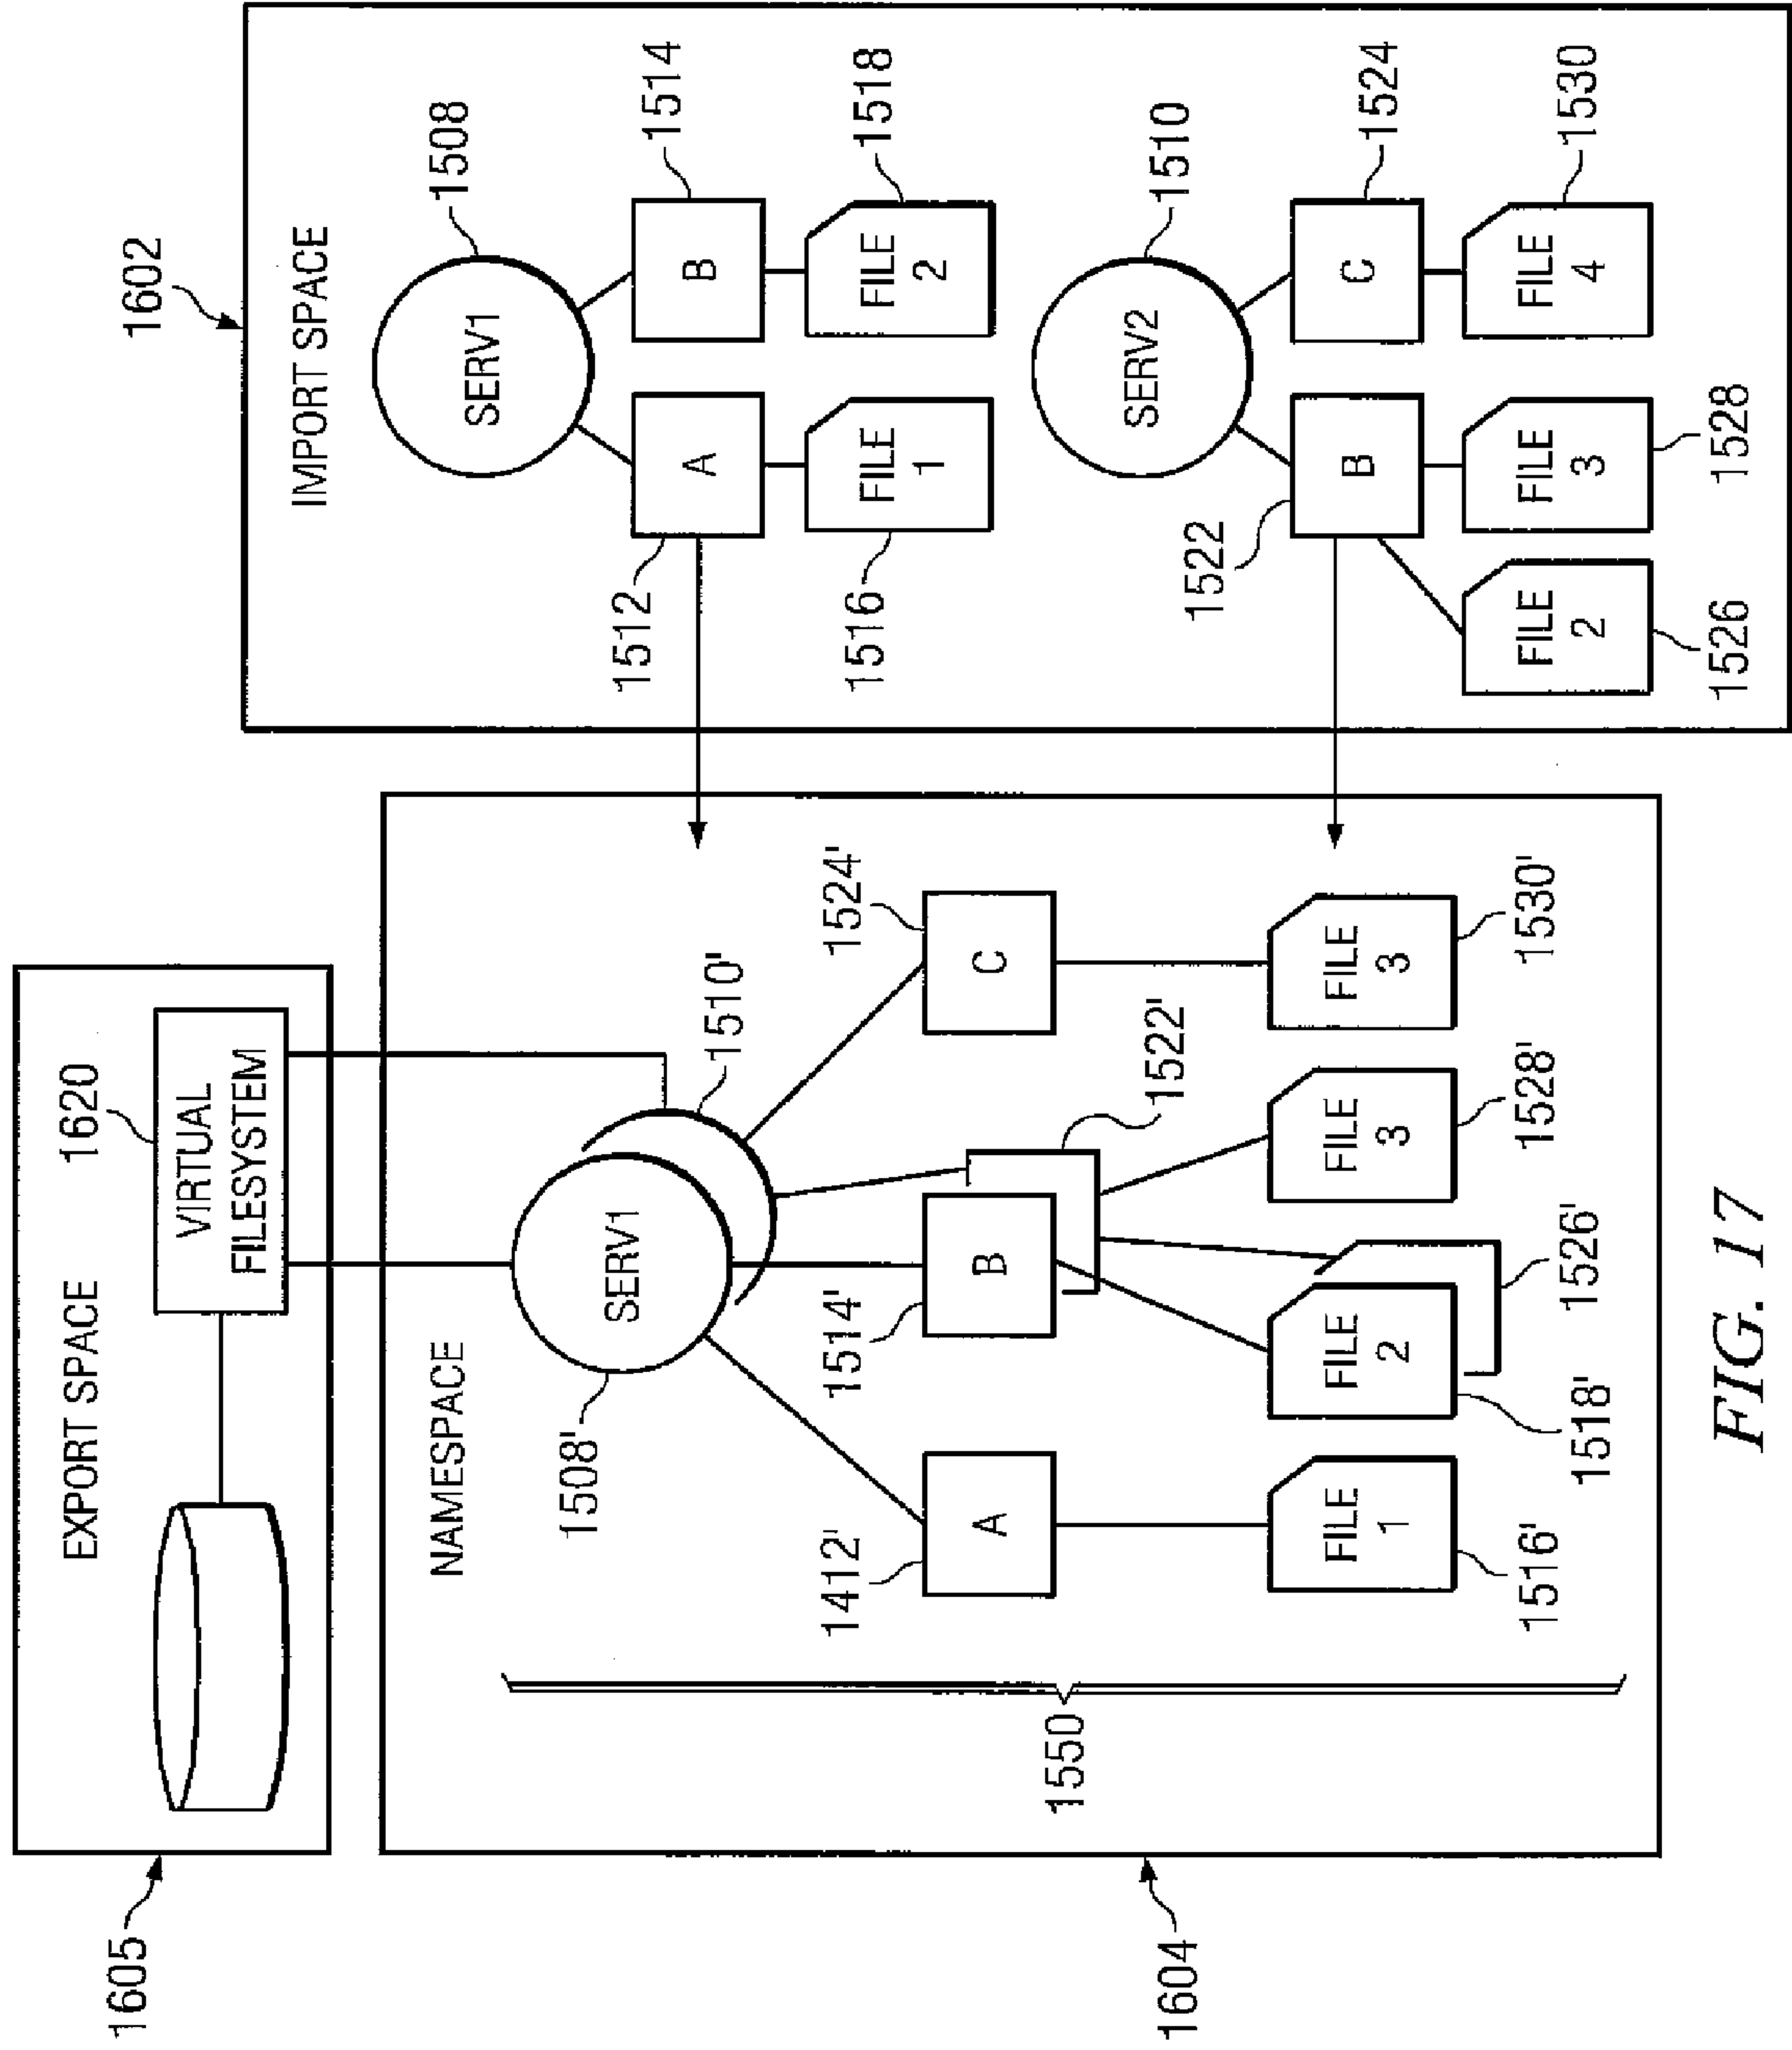 1605
EXPORT SPACE
1620
VIRTUAL
FILESYSTEM
1604
NAMESPACE
1508'
SERV1
1510'
1412'
A
1514'
B
1522'
1524'
C
1550
FILE
1
1516'
FILE
2
1518'
1526'
FILE
3
1528'
FILE
3
1530'
1602
IMPORT SPACE
SERV1
1508
1512
A
B
1514
1516
FILE
1
FILE
2
1518
SERV2
1510
1522
B
C
1524
FILE
2
1526
FILE
3
1528
FILE
4
1530
FIG. 17